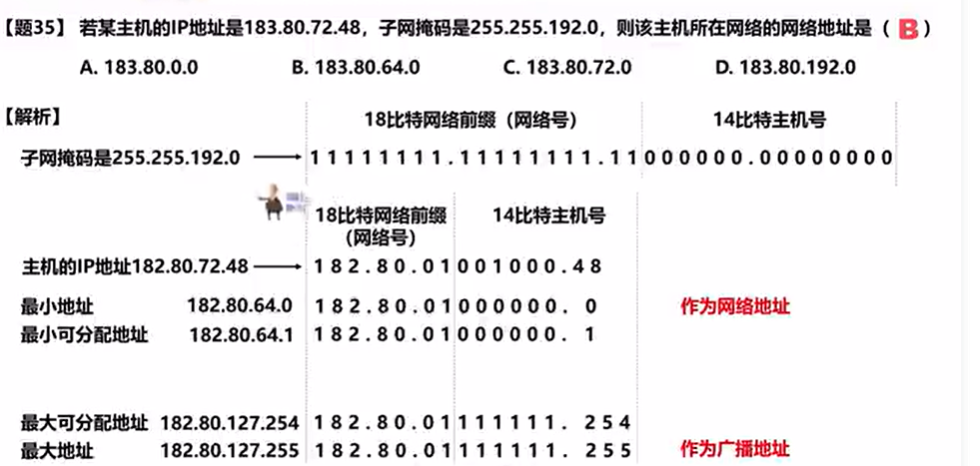 【题35】 若某主机的IP地址是183.80.72.48，子网掩码是255.255.192.0，则该主机所在网络的网络地址是（ B ）
A. 183.80.0.0 B. 183.80.64.0 C. 183.80.72.0 D. 183.80.192.0
【解析】
18比特网络前缀（网络号） 14比特主机号
子网掩码是255.255.192.0 11111111.11111111.11000000.00000000
18比特网络前缀 14比特主机号
（网络号）
主机的IP地址182.80.72.48 182.80.01001000.48
最小地址 182.80.64.0 182.80.01000000. 0 作为网络地址
最小可分配地址 182.80.64.1 182.80.01000000. 1
最大可分配地址 182.80.127.254 182.80.01111111. 254
最大地址 182.80.127.255 182.80.01111111. 255 作为广播地址